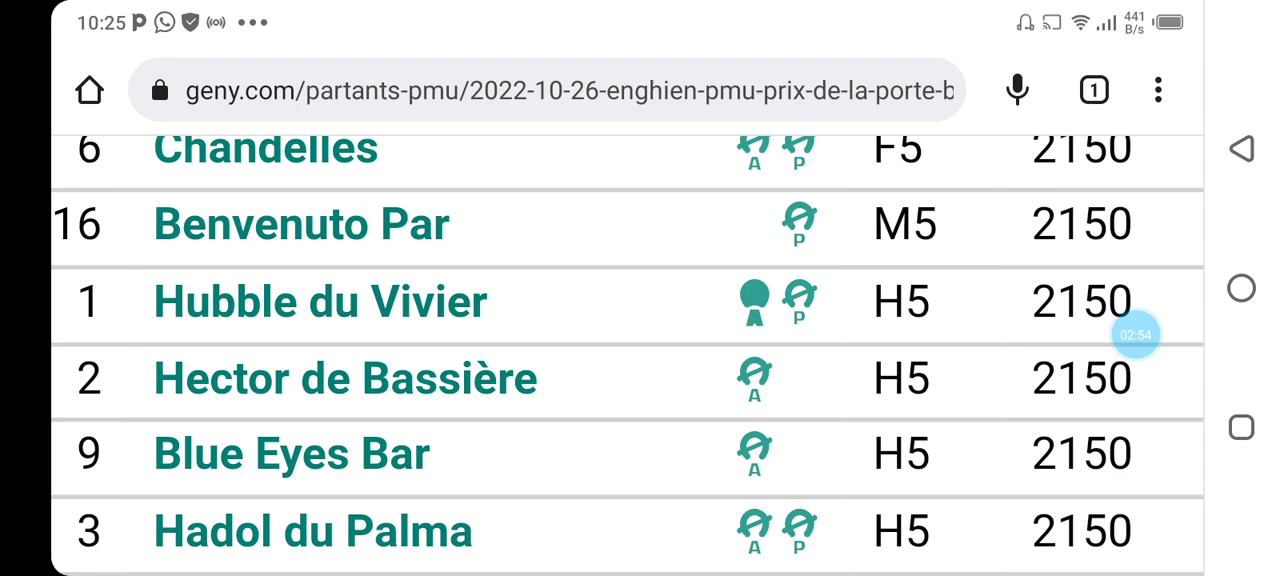 10:25 P
441
B/s
geny.com/partants-pmu/2022-10-26-enghien-pmu-prix-de-la-porte-b
1
6 Chandelles A P F5 2150
16 Benvenuto Par P M5 2150
1 Hubble du Vivier P H5 2150
02:54
2 Hector de Bassière A H5 2150
9 Blue Eyes Bar A H5 2150
3 Hadol du Palma A P H5 2150